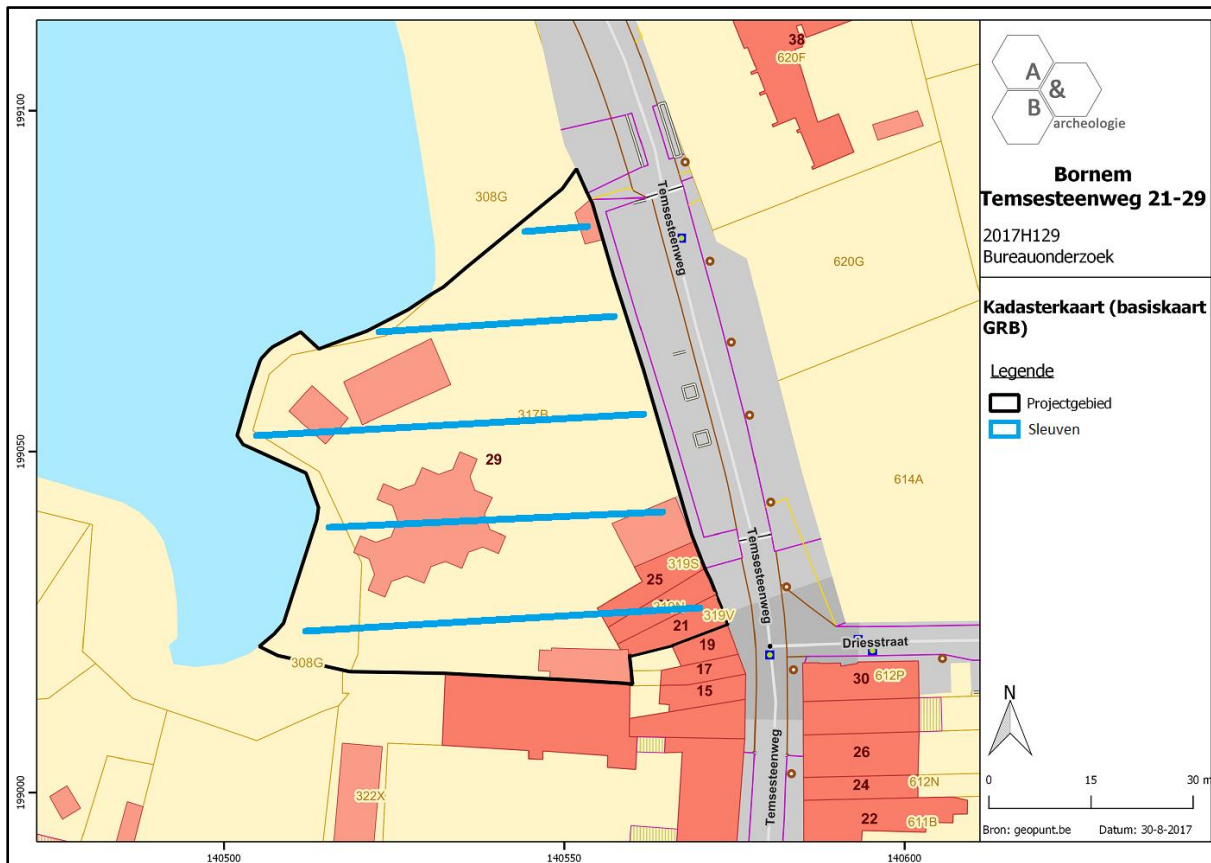 38
620F
199100
308G
Temsesteenweg
620G
317B
199050
29
614A
319S
25
319V
21
Temsesteenweg
19
Driesstraat
308G
17
30
612P
15
26
24
612N
322X
Temsesteenweg
22
611B
199000
140500
140550
140600
A
&
B
archeologie
Bornem
Temsesteenweg 21-29
2017H129
Bureauonderzoek
Kadasterkaart (basiskaart
GRB)
Legende
Projectgebied
Sleuven
N
0 15 30 m
Bron: geopunt.be Datum: 30-8-2017